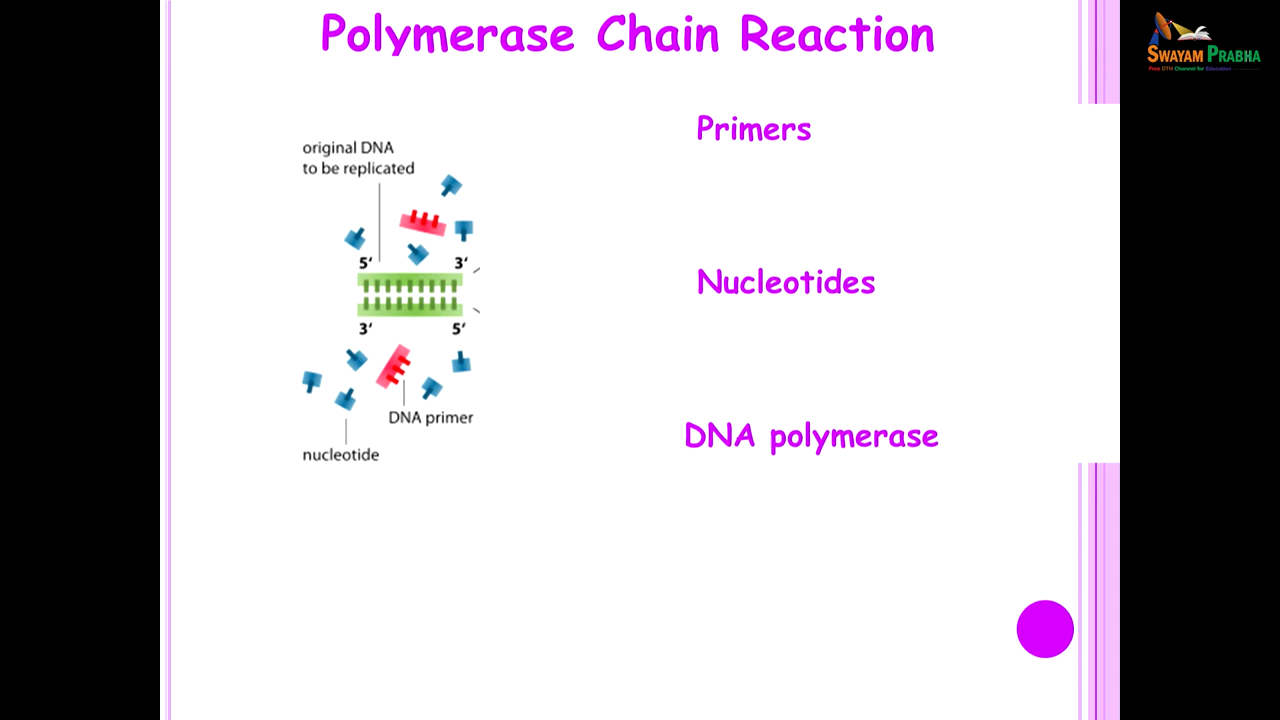 Polymerase Chain Reaction
SWAYAM PRABHA
Free DTH Channel for Education
Primers
original DNA
to be replicated
5’ 3’
Nucleotides
3’ 5’
DNA primer
DNA polymerase
nucleotide